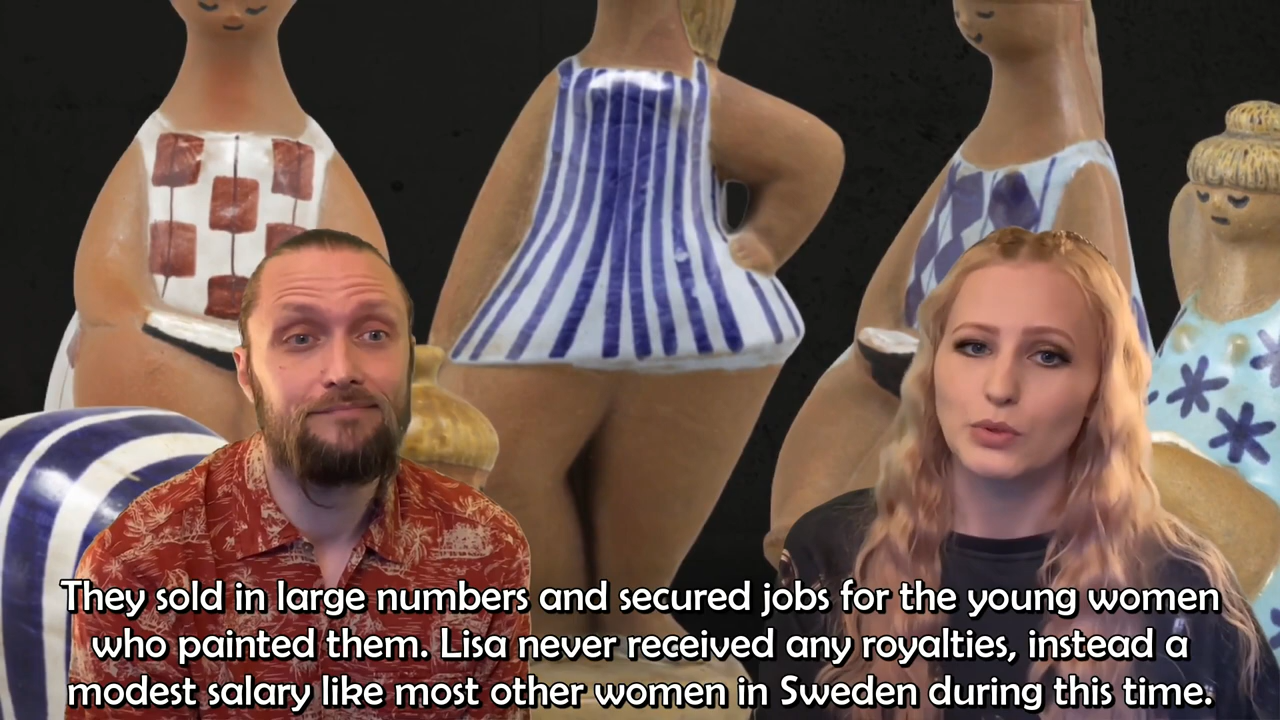 They sold in large numbers and secured jobs for the young women
who painted them. Lisa never received any royalties, instead a
modest salary like most other women in Sweden during this time.